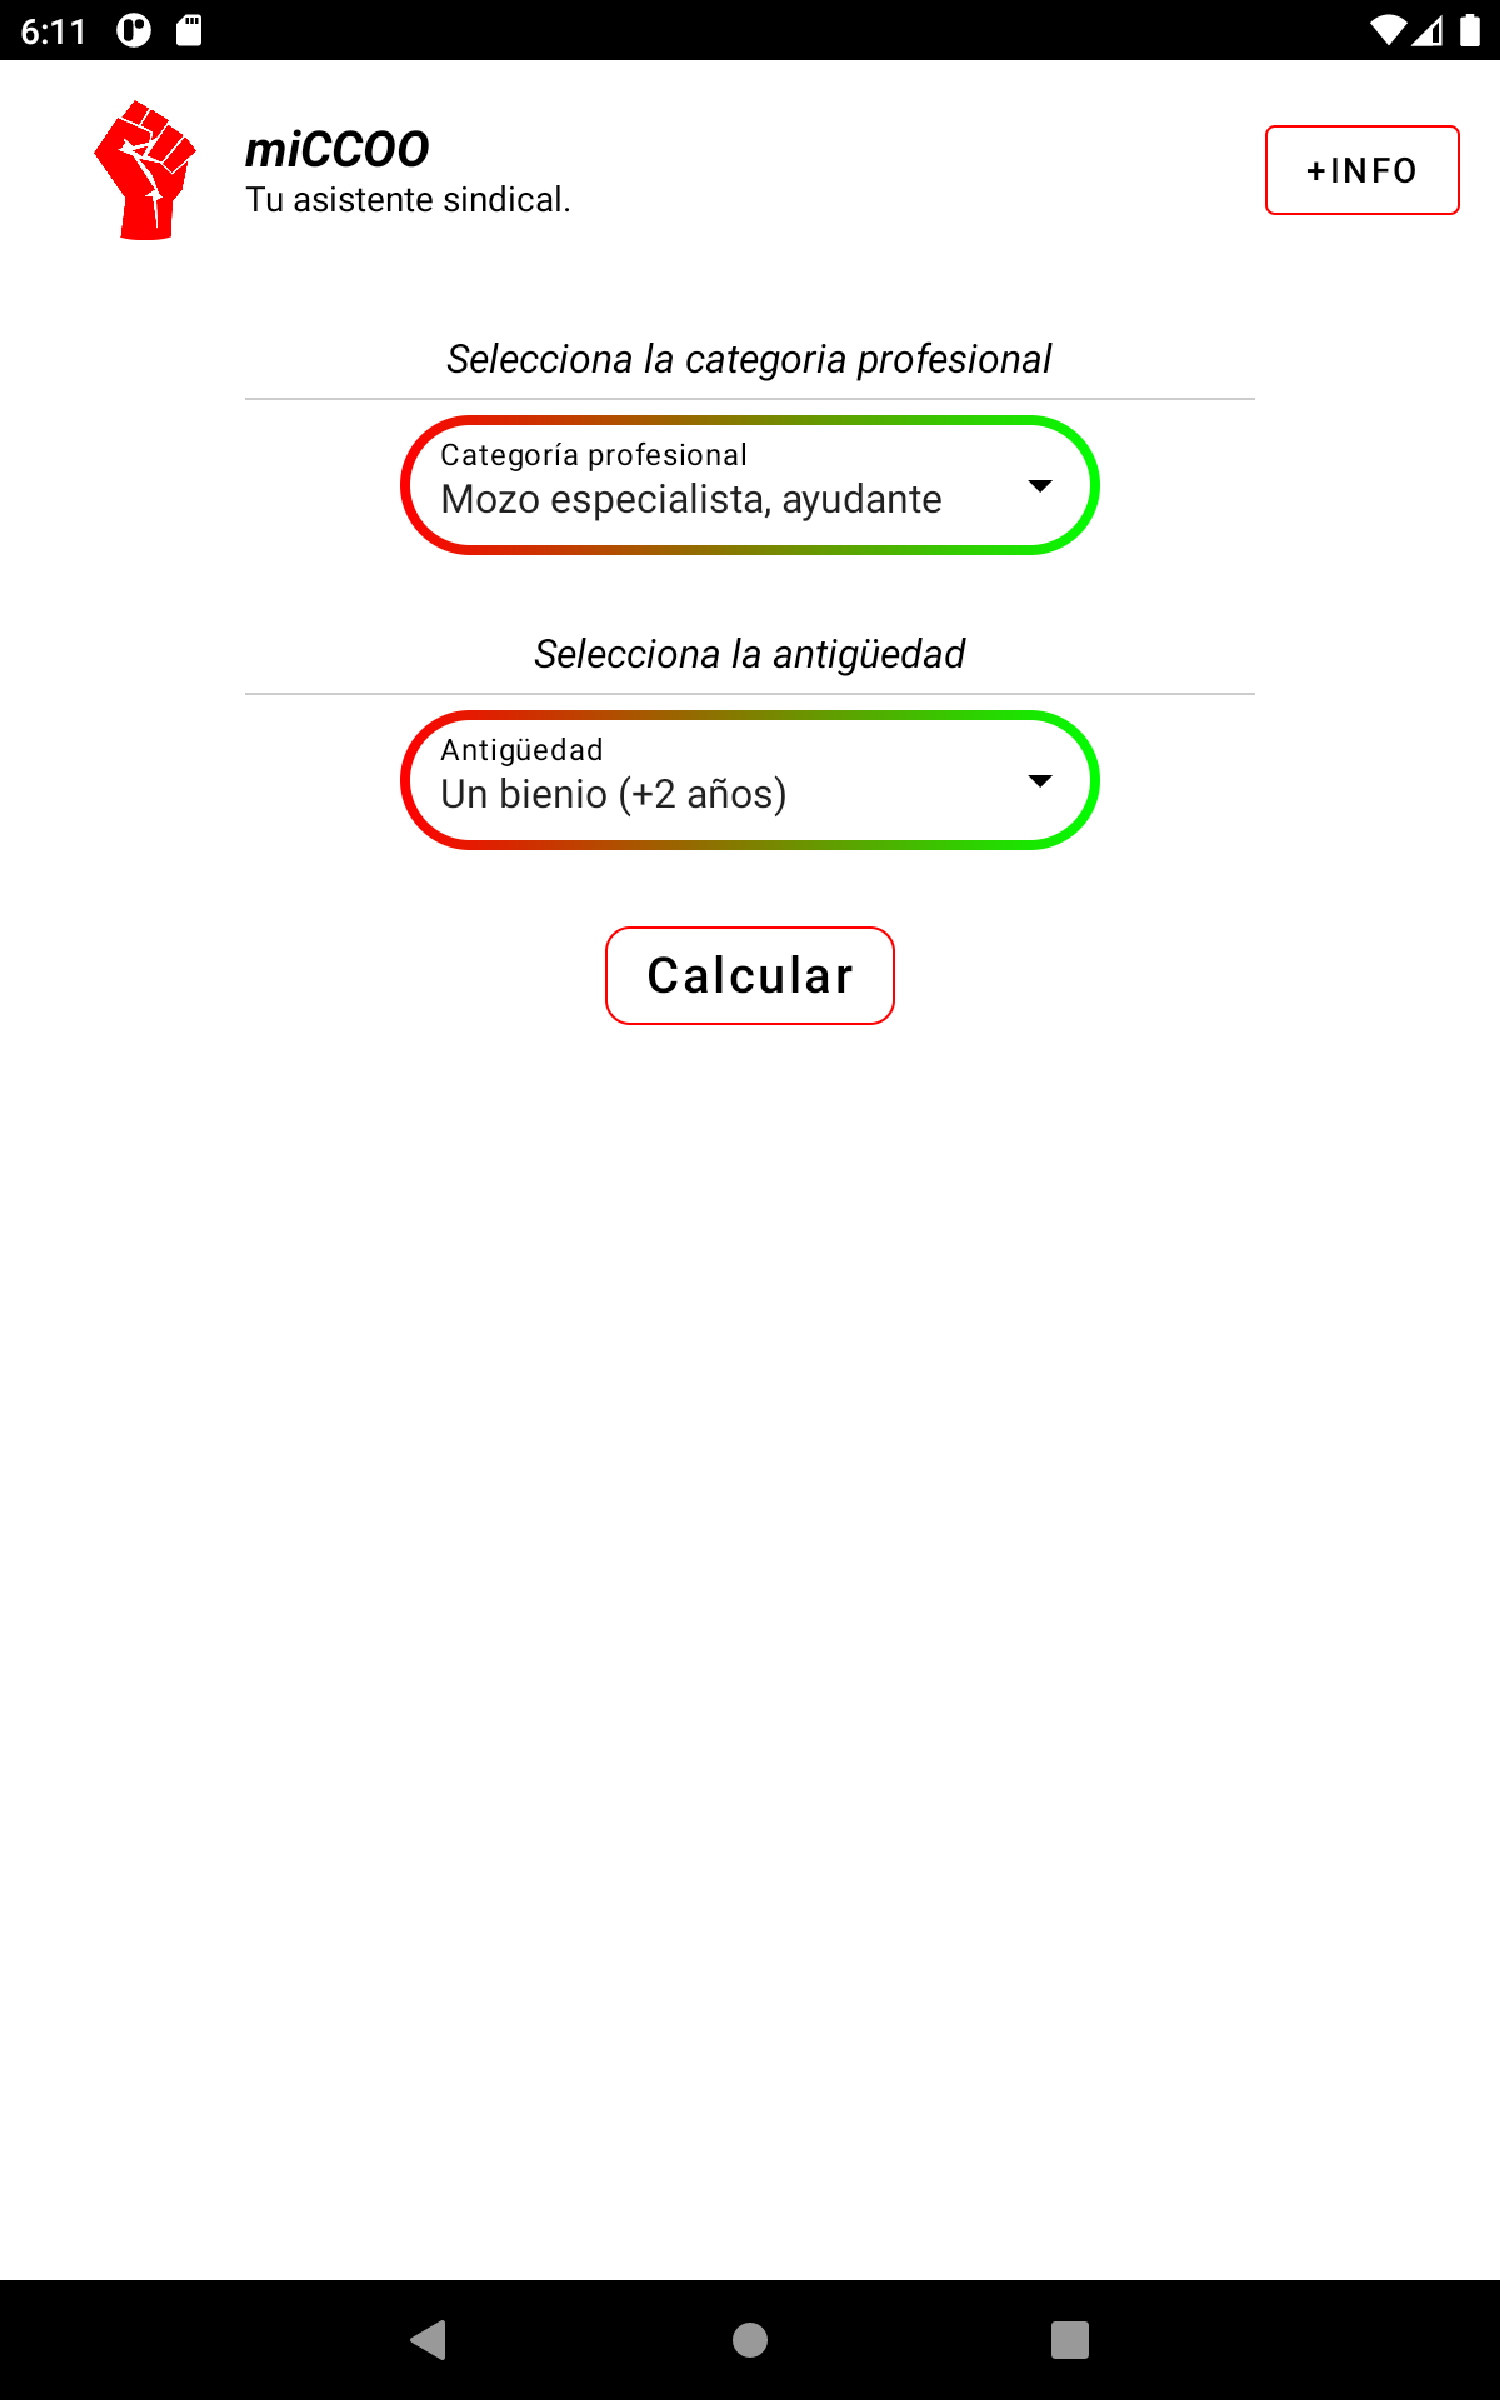 6:11
miCCOO
Tu asistente sindical.
+INFO
Selecciona la categoria profesional
Categoría profesional
Mozo especialista, ayudante
Selecciona la antigüedad
Antigüedad
Un bienio (+2 años)
Calcular